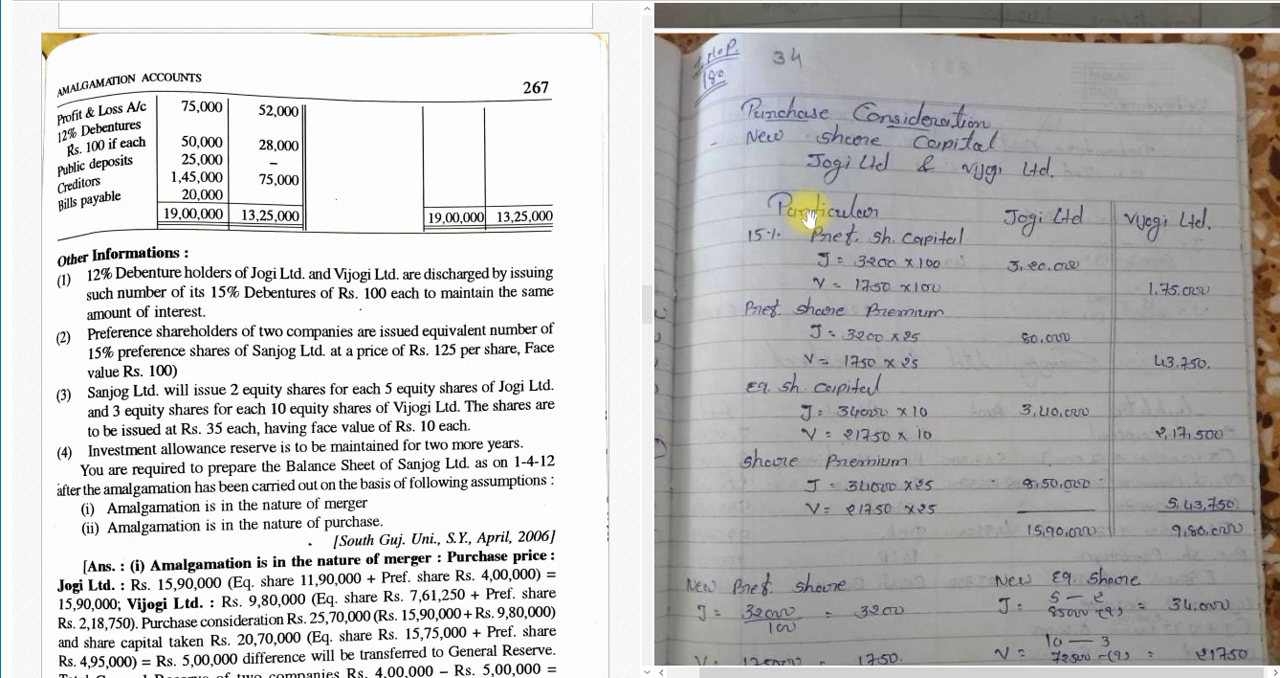 AMALGAMATION ACCOUNTS
267
Profit & Loss A/c 75,000 52,000
12% Debentures
Rs. 100 if each 50,000 28,000
Public deposits 25,000 –
Creditors 1,45,000 75,000
Bills payable 20,000
19,00,000 13,25,000 19,00,000 13,25,000
Other Informations :
(1) 12% Debenture holders of Jogi Ltd. and Vijogi Ltd. are discharged by issuing
such number of its 15% Debentures of Rs. 100 each to maintain the same
amount of interest.
(2) Preference shareholders of two companies are issued equivalent number of
15% preference shares of Sanjog Ltd. at a price of Rs. 125 per share, Face
value Rs. 100)
(3) Sanjog Ltd. will issue 2 equity shares for each 5 equity shares of Jogi Ltd.
and 3 equity shares for each 10 equity shares of Vijogi Ltd. The shares are
to be issued at Rs. 35 each, having face value of Rs. 10 each.
(4) Investment allowance reserve is to be maintained for two more years.
You are required to prepare the Balance Sheet of Sanjog Ltd. as on 1-4-12
after the amalgamation has been carried out on the basis of following assumptions :
(i) Amalgamation is in the nature of merger
(ii) Amalgamation is in the nature of purchase.
[South Guj. Uni., S.Y., April, 2006]
[Ans. : (i) Amalgamation is in the nature of merger : Purchase price :
Jogi Ltd. : Rs. 15,90,000 (Eq. share 11,90,000 + Pref. share Rs. 4,00,000) =
15,90,000; Vijogi Ltd. : Rs. 9,80,000 (Eq. share Rs. 7,61,250 + Pref. share
Rs. 2,18,750). Purchase consideration Rs. 25,70,000 (Rs. 15,90,000 + Rs. 9,80,000)
and share capital taken Rs. 20,70,000 (Eq. share Rs. 15,75,000 + Pref. share
Rs. 4,95,000) = Rs. 5,00,000 difference will be transferred to General Reserve.
Total General Reserve of two companies Rs. 4,00,000 – Rs. 5,00,000 =
180
34
Purchase Consideration
New Share Capital
Jogi Ltd & Vijogi Ltd.
Particular Jogi Ltd Vijogi Ltd.
15% Pref. Sh. Capital
J = 3200 x 100 3,20,000
V = 1750 x 100 1,75,000
Pref. Share Premium
J = 3200 x 25 80,000
V = 1750 x 25 43,750.
Eq. Sh. Capital
J = 34000 x 10 3,40,000
V = 21750 x 10 2,17,500
Share Premium
J = 34000 x 25 8,50,000
V = 21750 x 25 5,43,750
15,90,000 9,80,000
New Pref. Share
J = 320000 / 100 = 3200
1750.
New Eq. Share
5 — 2
J = 85000 (?) = 34,000
10 — 3
V = 72500 (?) = 21750